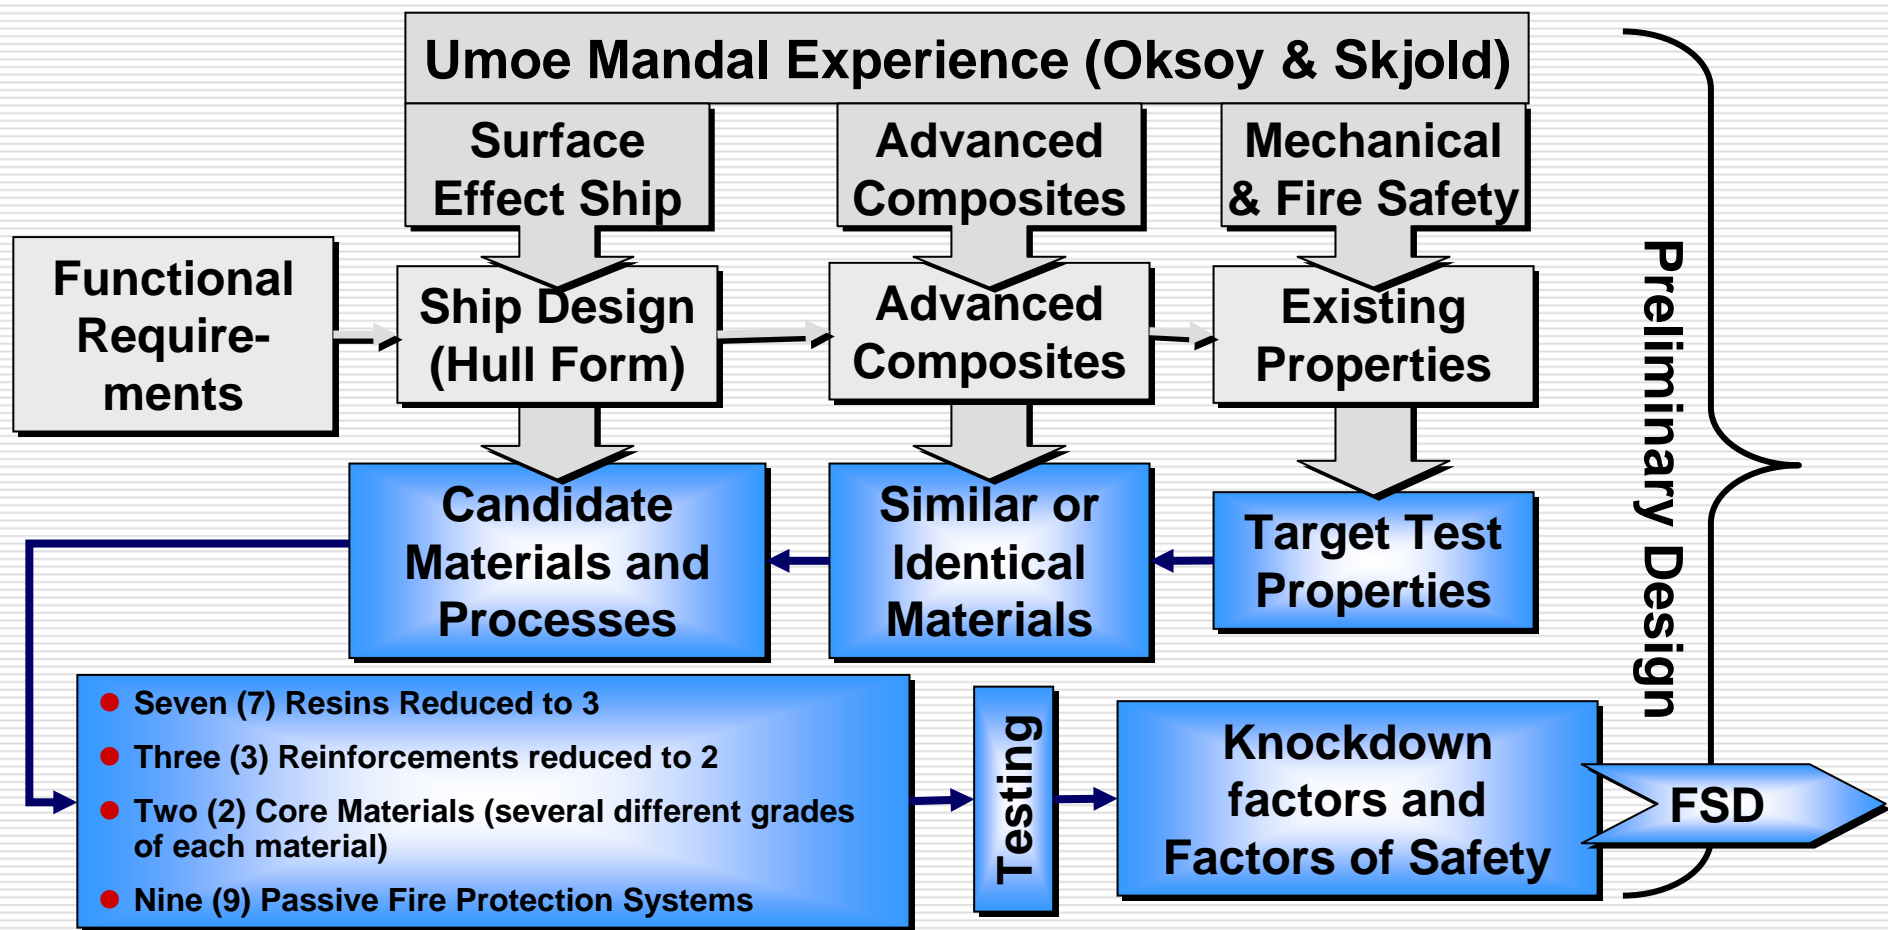 Umoe Mandal Experience (Oksoy & Skjold)
Surface
Effect Ship
Advanced
Composites
Mechanical
& Fire Safety
Functional
Require-
ments
Ship Design
(Hull Form)
Advanced
Composites
Existing
Properties
Candidate
Materials and
Processes
Similar or
Identical
Materials
Target Test
Properties
Preliminary Design
Seven (7) Resins Reduced to 3
Three (3) Reinforcements reduced to 2
Two (2) Core Materials (several different grades
of each material)
Nine (9) Passive Fire Protection Systems
Testing
Knockdown
factors and
Factors of Safety
FSD